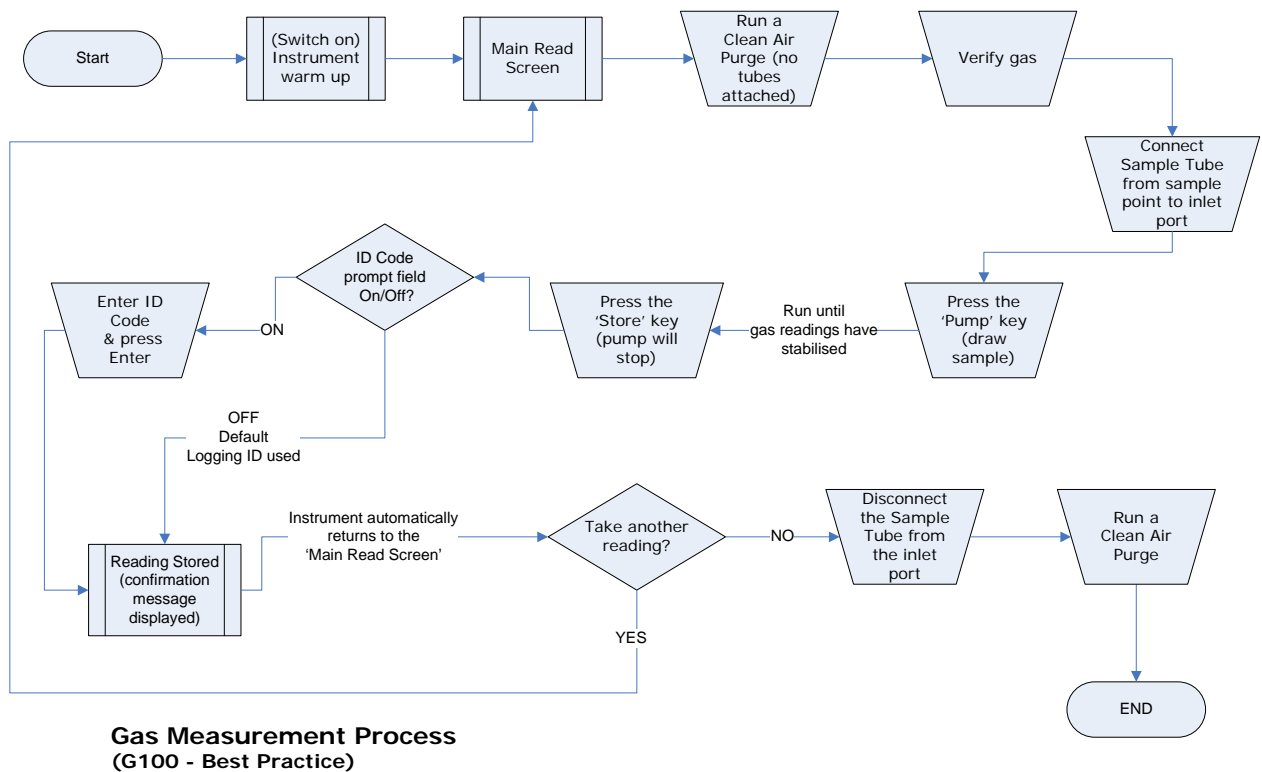 Start
(Switch on)
Instrument
warm up
Main Read
Screen
Run a
Clean Air
Purge (no
tubes
attached)
Verify gas
Connect
Sample Tube
from sample
point to inlet
port
Press the
'Pump' key
(draw
sample)
Run until
gas readings have
stabilised
Press the
'Store' key
(pump will
stop)
ID Code
prompt field
On/Off?
ON
Enter ID
Code
& press
Enter
OFF
Default
Logging ID used
Reading Stored
(confirmation
message
displayed)
Instrument automatically
returns to the
'Main Read Screen'
Take another
reading?
NO
Disconnect
the Sample
Tube from
the inlet
port
Run a
Clean Air
Purge
YES
END
Gas Measurement Process
(G100 - Best Practice)